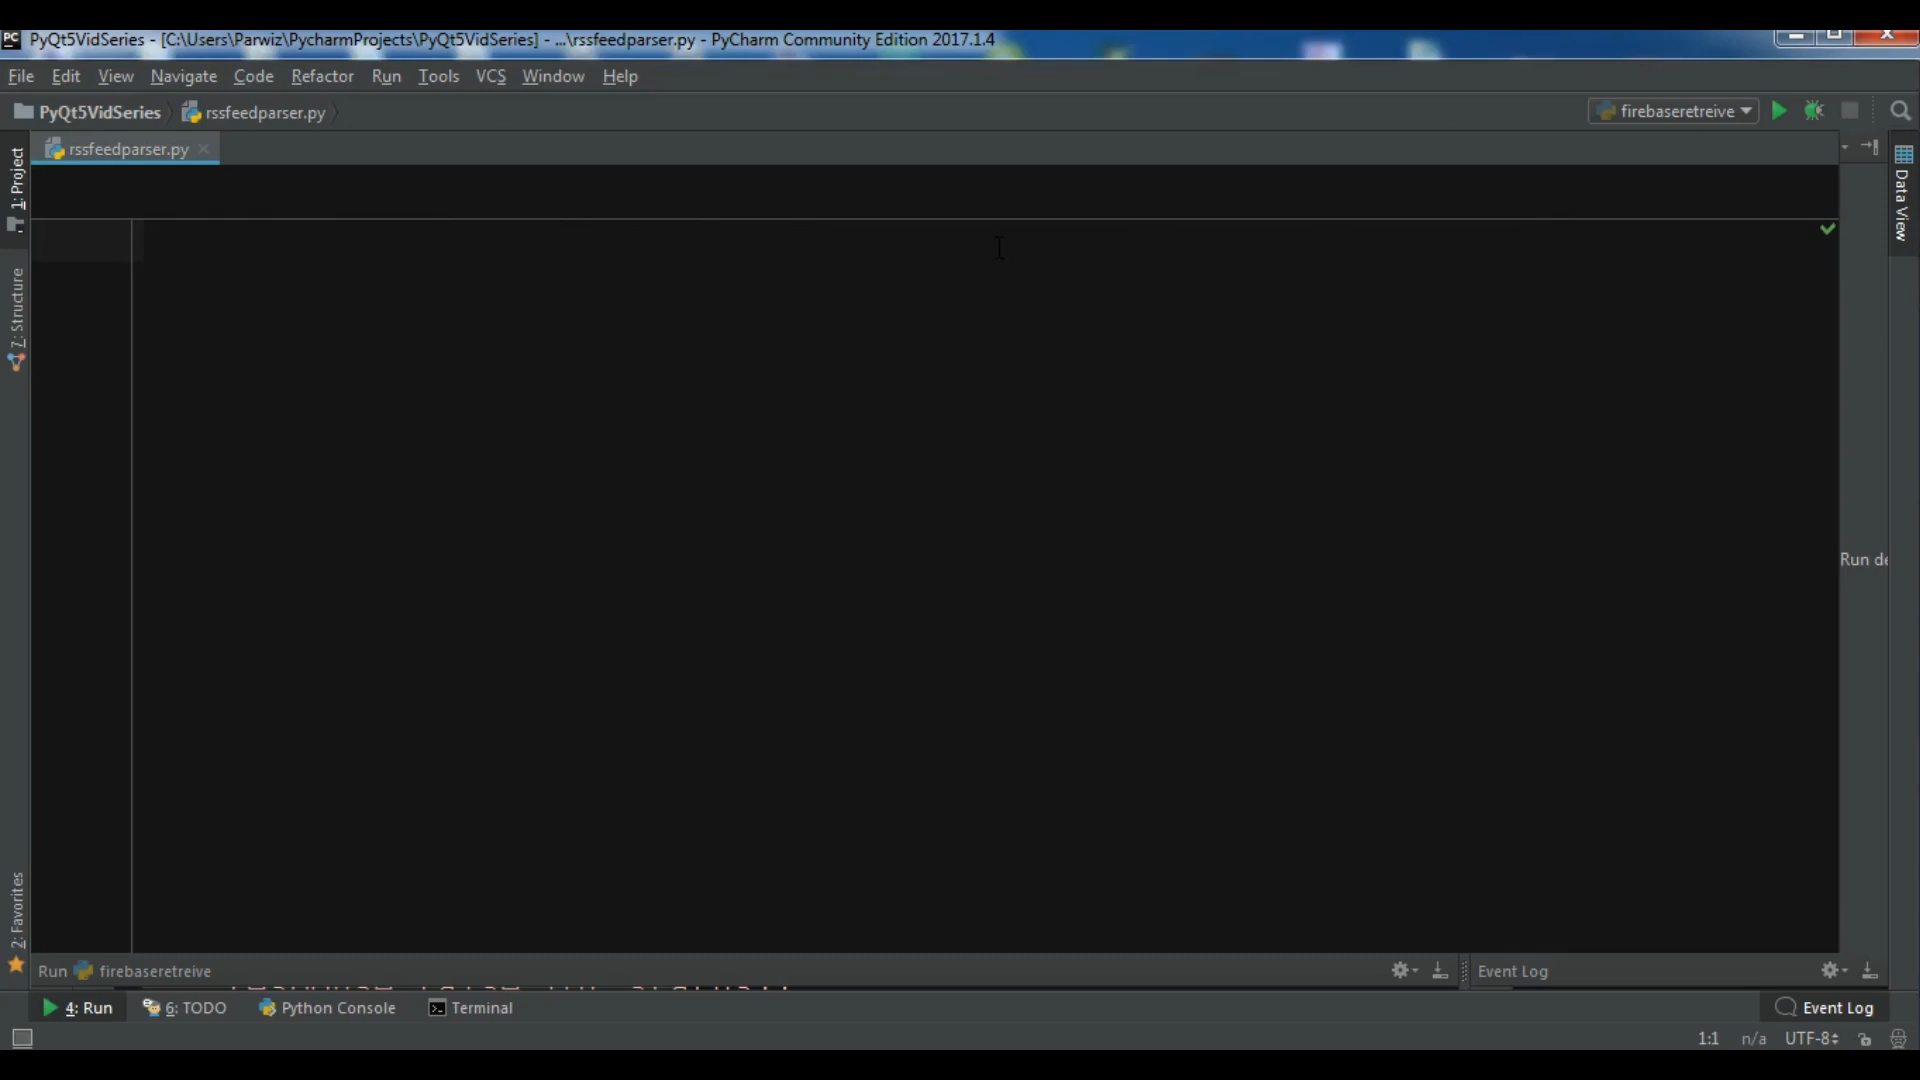 PC PyQt5VidSeries - [C:\Users\Parwiz\PycharmProjects\PyQt5VidSeries] - ...\rssfeedparser.py - PyCharm Community Edition 2017.1.4
File Edit View Navigate Code Refactor Run Tools VCS Window Help
PyQt5VidSeries rssfeedparser.py firebaseretreive
rssfeedparser.py
1: Project
7: Structure
2: Favorites
Data View
Run de
Run firebaseretreive Event Log
4: Run 6: TODO Python Console Terminal Event Log
1:1 n/a UTF-8